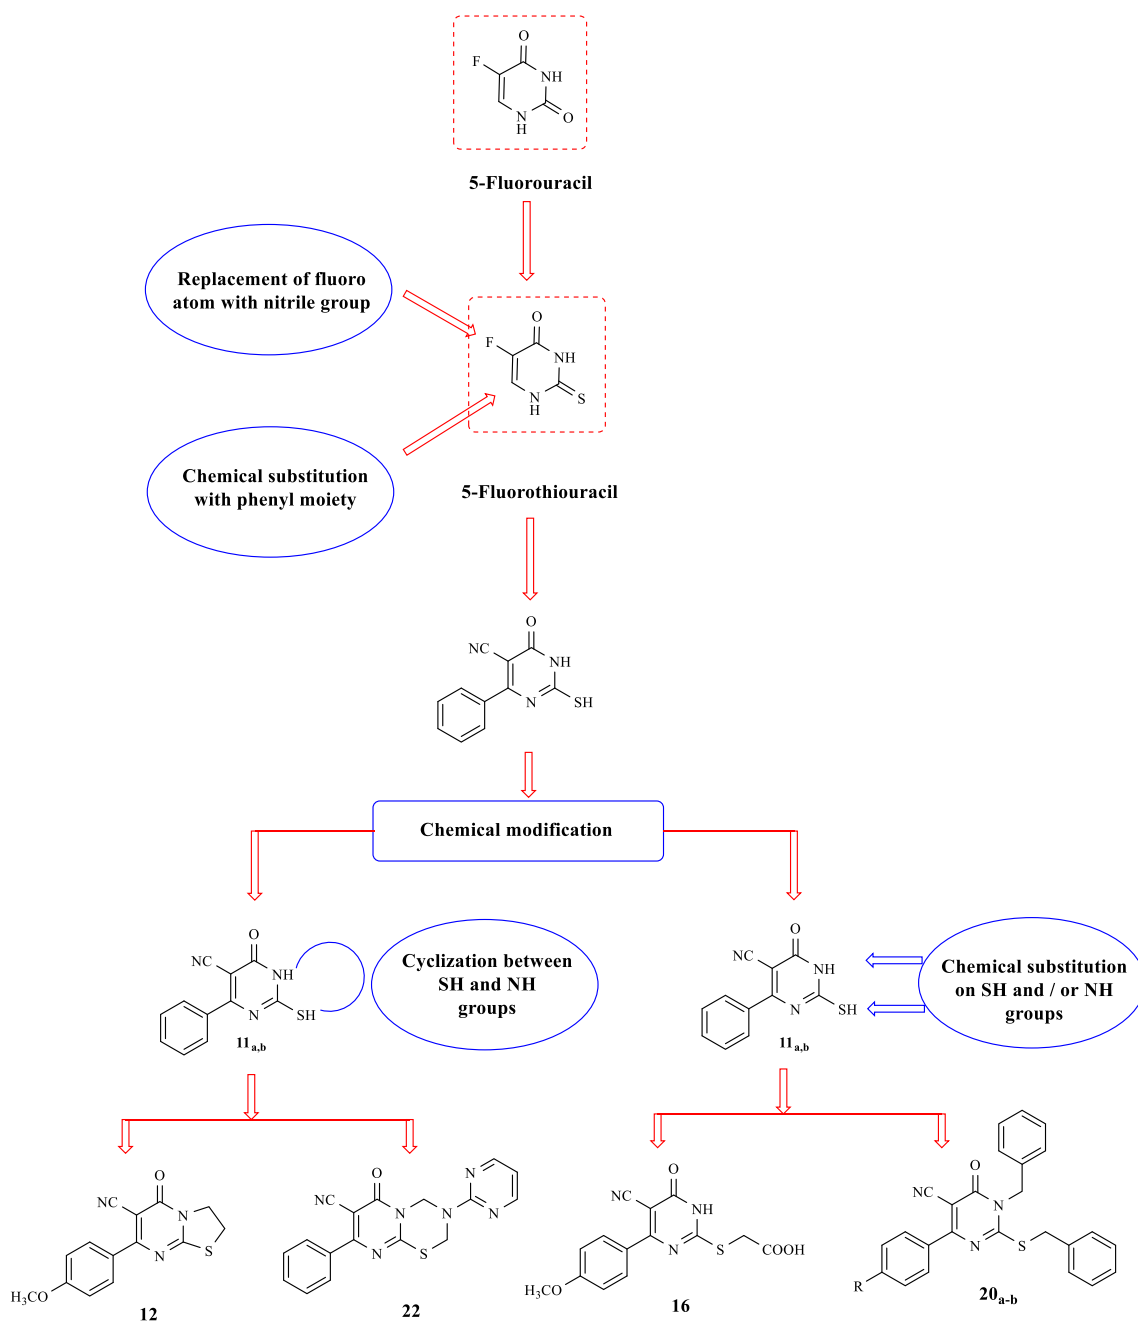 O
F
NH
N
H
O
5-Fluorouracil
Replacement of fluoro
atom with nitrile group
O
F
NH
N
H
S
Chemical substitution
with phenyl moiety
5-Fluorothiouracil
O
NC
NH
N
SH
Chemical modification
O
NC
NH
N
SH
11a,b
Cyclization between
SH and NH
groups
O
NC
NH
N
SH
11a,b
Chemical substitution
on SH and / or NH
groups
O
NC
N
N
S
H3CO
12
O
NC
N
N
N
N
N
S
22
O
NC
NH
N
S
COOH
H3CO
16
O
NC
N
N
S
R
20a-b